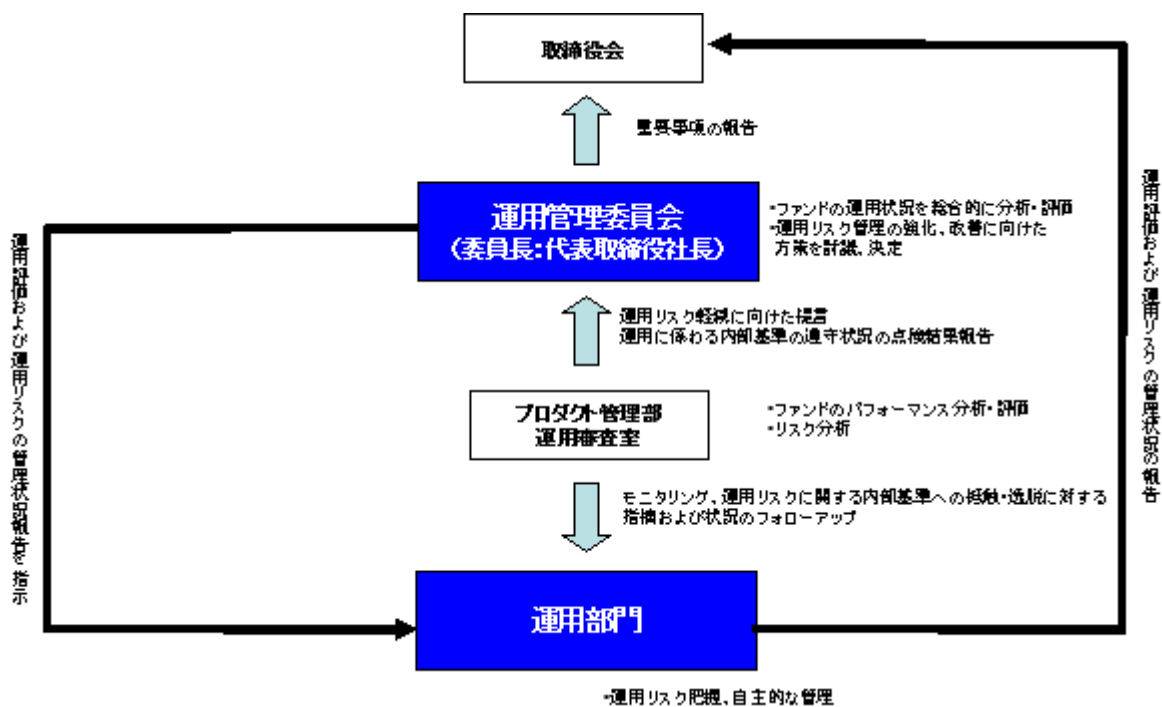 取締役会
重要事項の報告
運用管理委員会
(委員長:代表取締役社長)
・ファンドの運用状況を総合的に分析・評価
・運用リスク管理の強化、改善に向けた
方策を討議、決定
運用リスク軽減に向けた提言
運用に係わる内部基準の遵守状況の点検結果報告
プロダクト管理部
運用審査室
・ファンドのパフォーマンス分析・評価
・リスク分析
モニタリング、運用リスクに関する内部基準への抵触・逸脱に対する
指摘および状況のフォローアップ
運用部門
・運用リスク把握、自主的な管理
運用評価および運用リスクの管理状況報告を指示
運用評価および運用リスクの管理状況の報告